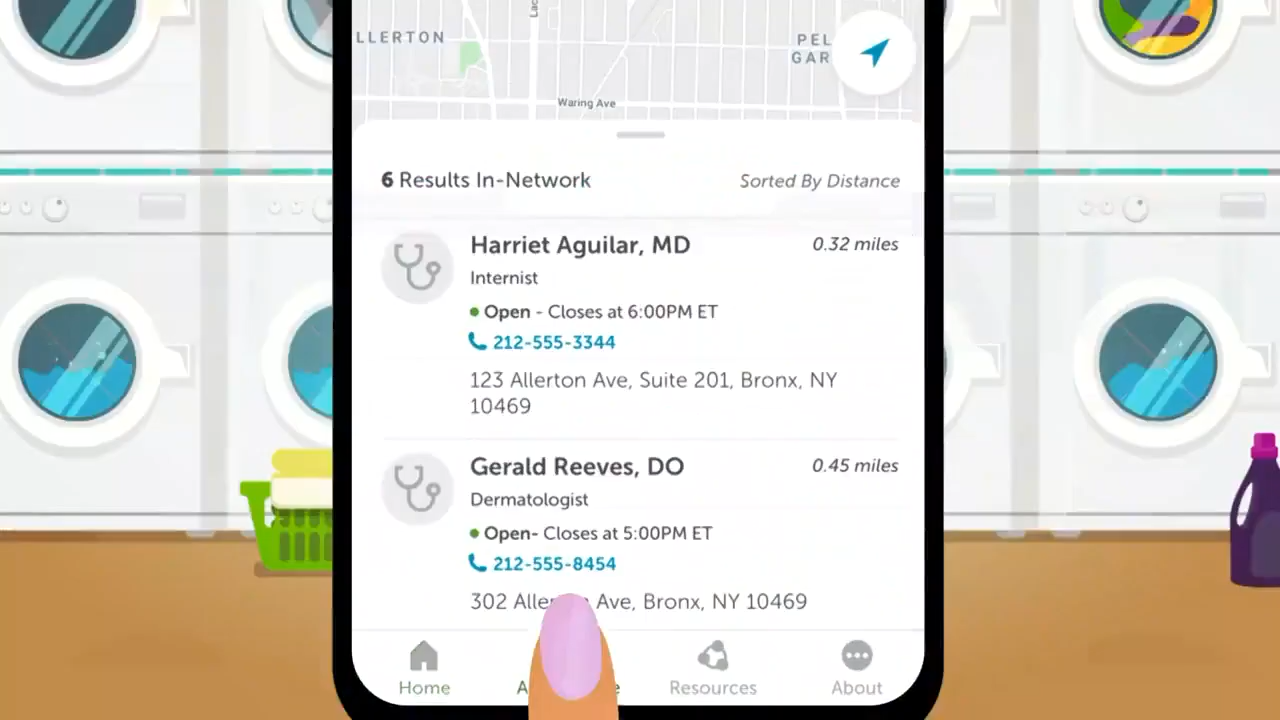 LLERTON
PEL
GAR
Waring Ave
6 Results In-Network
Sorted By Distance
Harriet Aguilar, MD
0.32 miles
Internist
Open - Closes at 6:00PM ET
212-555-3344
123 Allerton Ave, Suite 201, Bronx, NY
10469
Gerald Reeves, DO
0.45 miles
Dermatologist
Open- Closes at 5:00PM ET
212-555-8454
302 Aller Ave, Bronx, NY 10469
Home
Resources
About